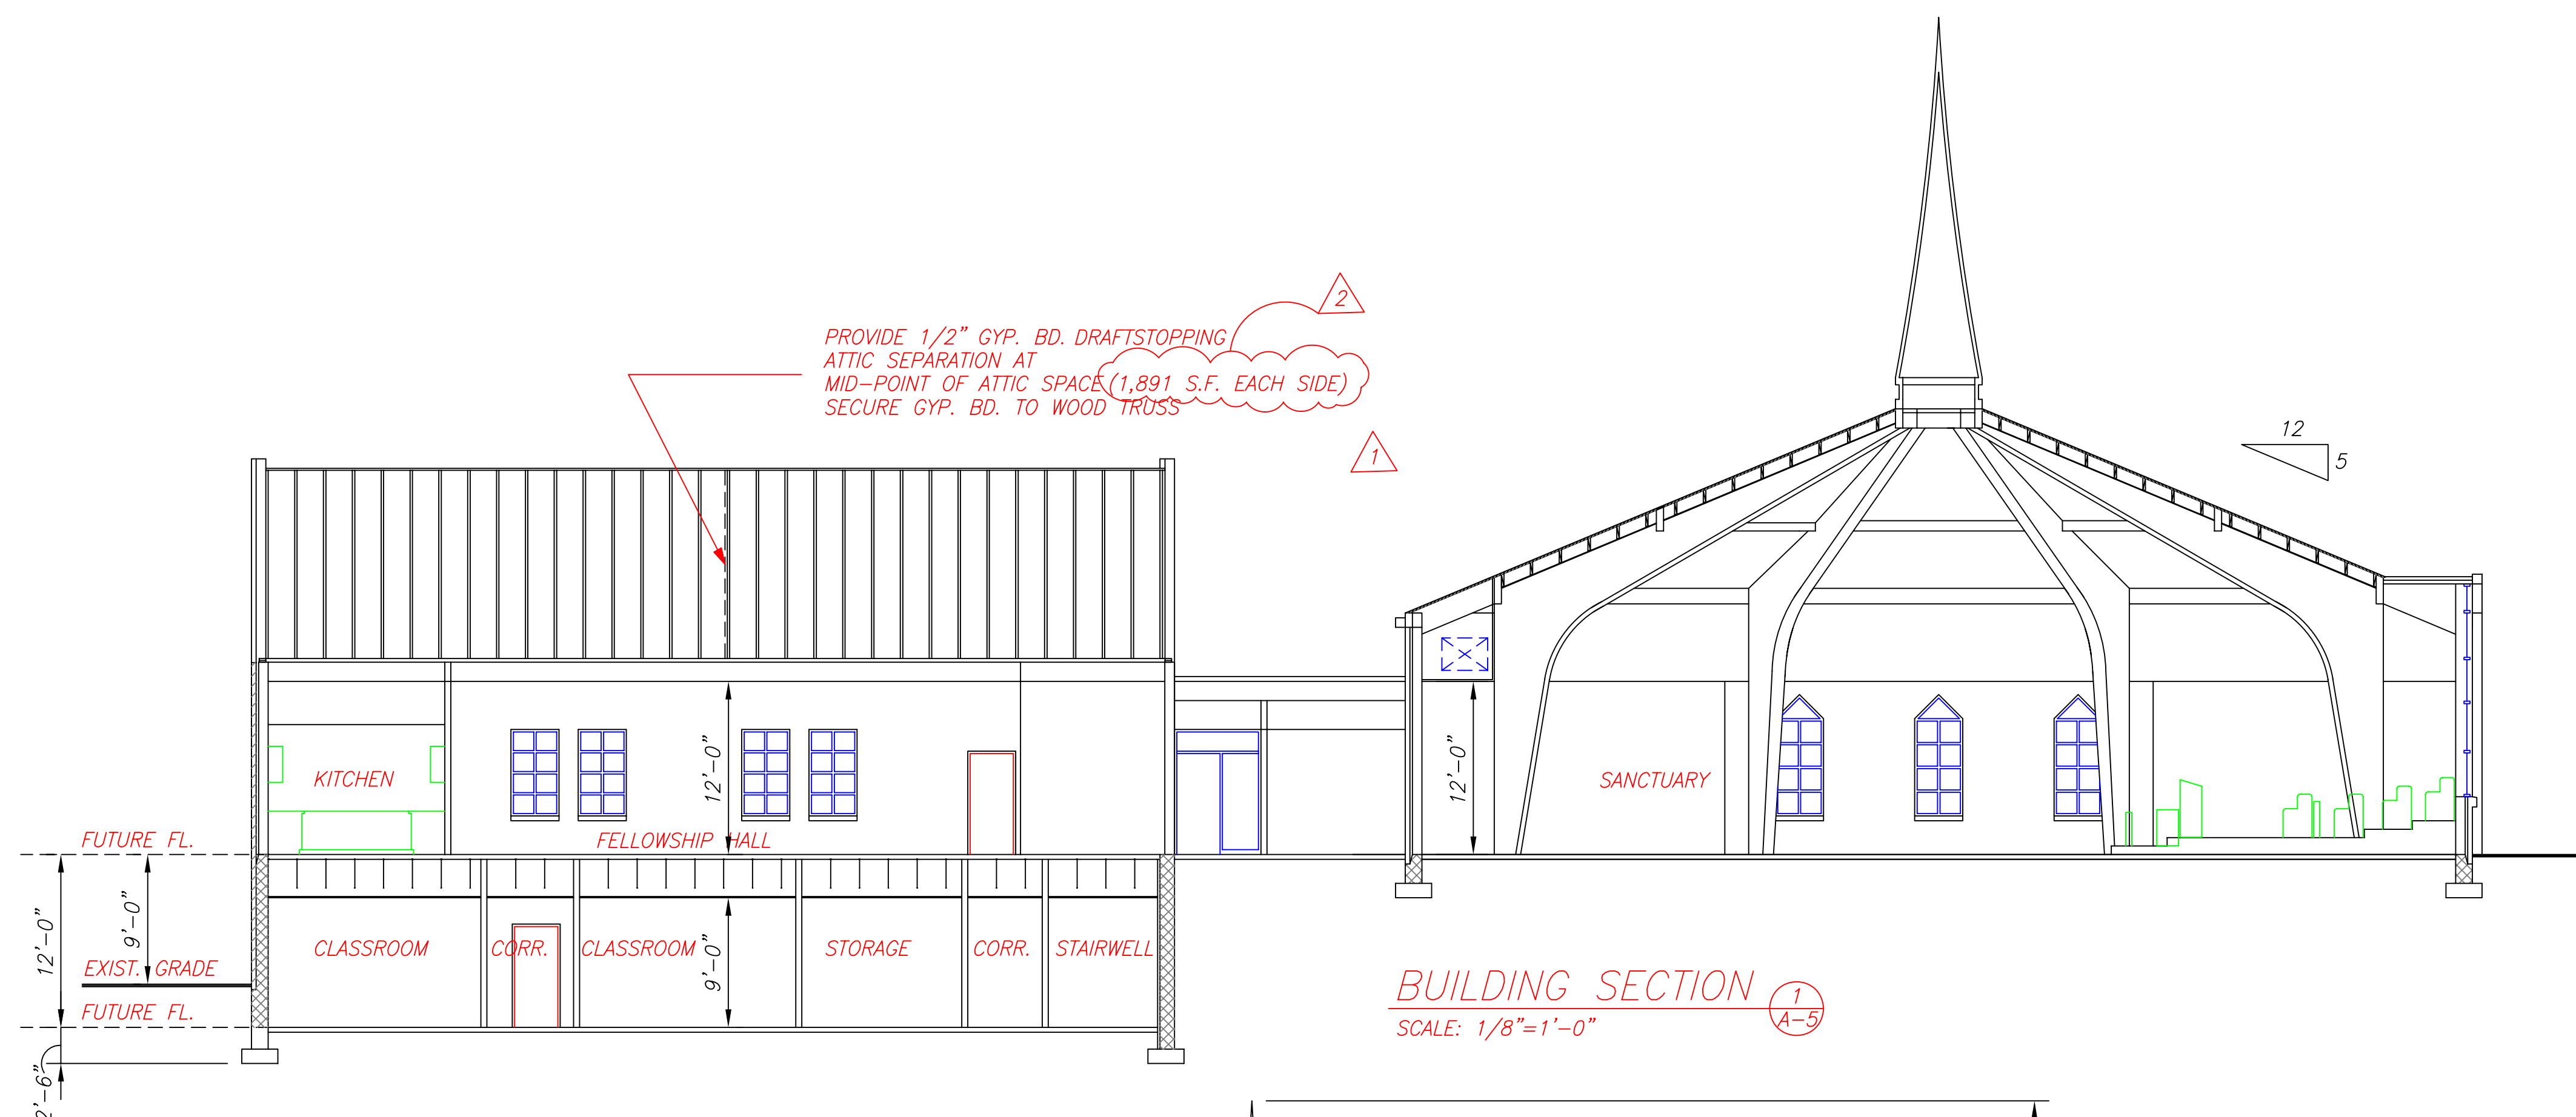 2
PROVIDE 1/2" GYP. BD. DRAFTSTOPPING
ATTIC SEPARATION AT
MID-POINT OF ATTIC SPACE (1,891 S.F. EACH SIDE)
SECURE GYP. BD. TO WOOD TRUSS
1
12
5
KITCHEN
12'-0"
12'-0"
SANCTUARY
FUTURE FL.
FELLOWSHIP HALL
12'-0"
9'-0"
EXIST. GRADE
FUTURE FL.
2'-6"
CLASSROOM
CORR.
CLASSROOM
9'-0"
STORAGE
CORR.
STAIRWELL
BUILDING SECTION
1
A-5
SCALE: 1/8"=1'-0"